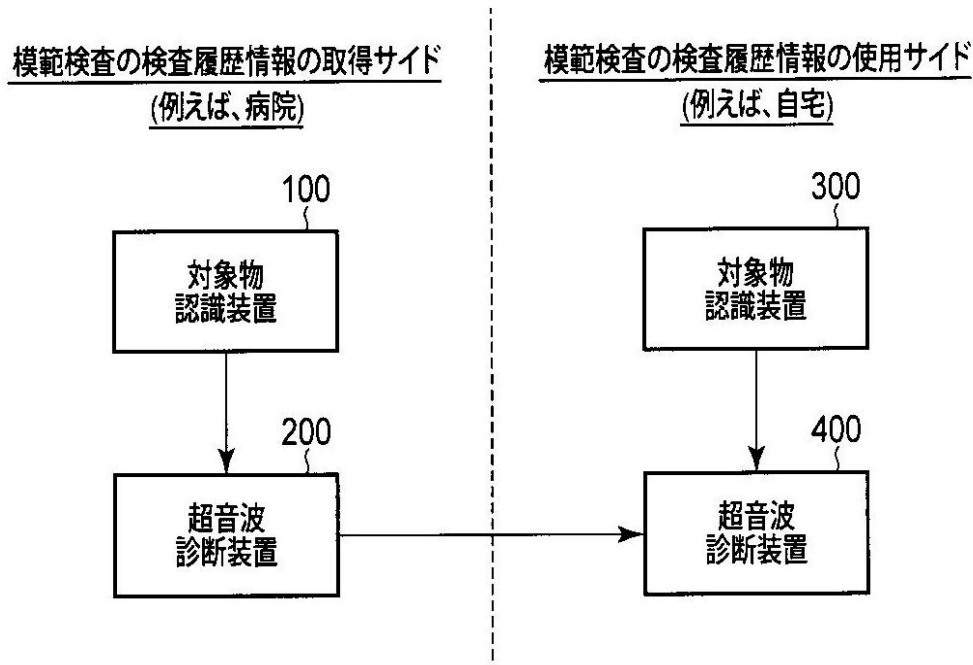 模範検査の検査履歴情報の取得サイド
(例えば、病院)
100
対象物
認識装置
200
超音波
診断装置
模範検査の検査履歴情報の使用サイド
(例えば、自宅)
300
対象物
認識装置
400
超音波
診断装置